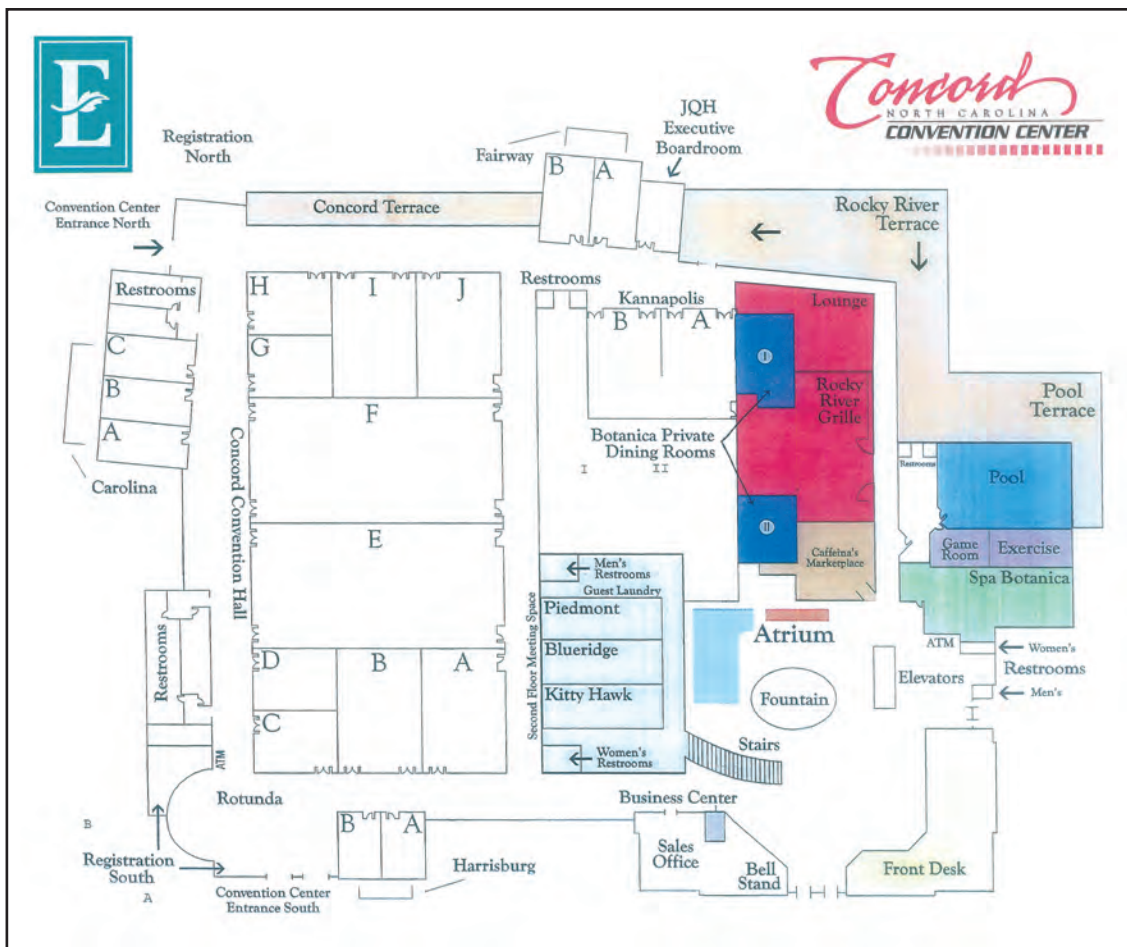 E
Concord
NORTH CAROLINA
CONVENTION CENTER
JQH
Executive
Boardroom
Registration
North
Fairway
B
A
Convention Center
Entrance North
Concord Terrace
Rocky River
Terrace
Restrooms
C
B
A
Carolina
H
I
J
G
F
E
D
B
A
C
Concord Convention Hall
Restrooms
Kannapolis
B
A
Lounge
I
Rocky
River
Grille
Botanica Private
Dining Rooms
I
II
II
Caffeina's
Marketplace
Pool
Terrace
Restrooms
Pool
Game
Room
Exercise
Spa Botanica
Men's
Restrooms
Guest Laundry
Piedmont
Blueridge
Kitty Hawk
Women's
Restrooms
Second Floor Meeting Space
Atrium
Fountain
Elevators
ATM
Women's
Restrooms
Men's
Stairs
Restrooms
ATM
Rotunda
B
Registration
South
A
Convention Center
Entrance South
B
A
Harrisburg
Business Center
Sales
Office
Bell
Stand
Front Desk